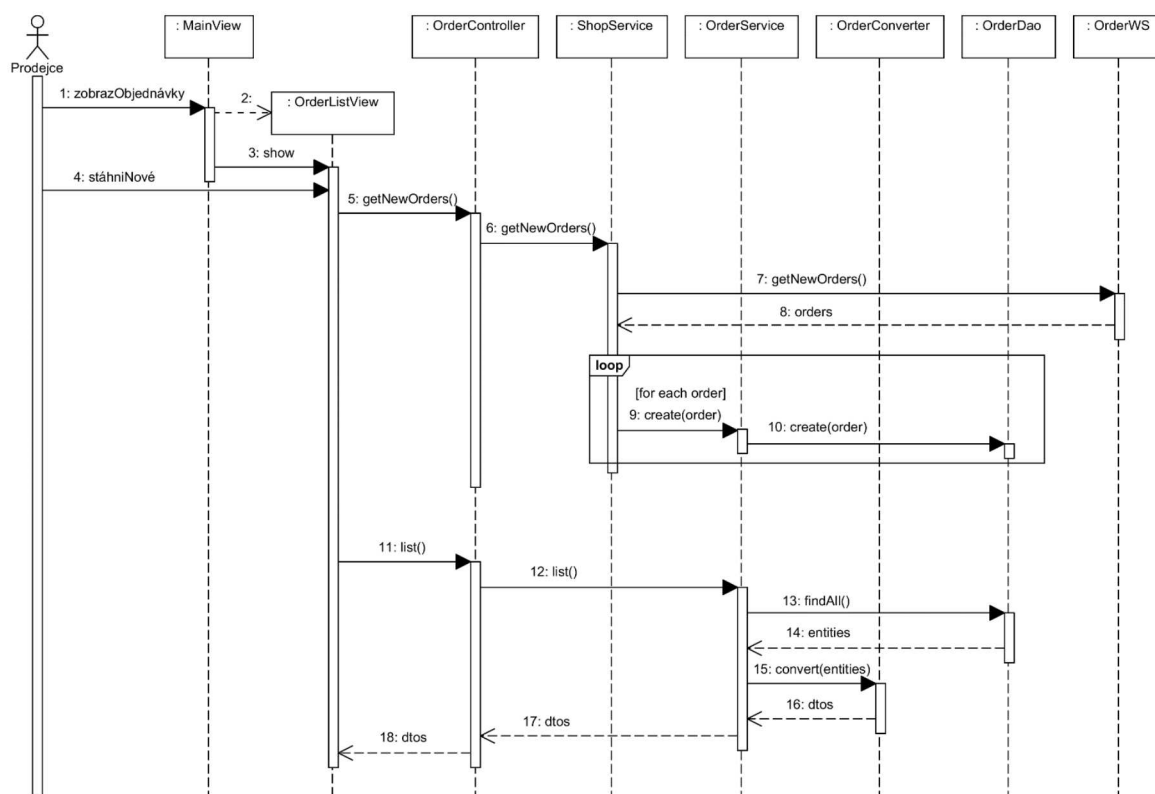 : MainView
: OrderController
: ShopService
: OrderService
: OrderConverter
: OrderDao
: OrderWS
Prodejce
1: zobrazObjednávky
2:
: OrderListView
3: show
4: stáhniNové
5: getNewOrders()
6: getNewOrders()
7: getNewOrders()
8: orders
loop
[for each order]
9: create(order)
10: create(order)
11: list()
12: list()
13: findAll()
14: entities
15: convert(entities)
16: dtos
17: dtos
18: dtos